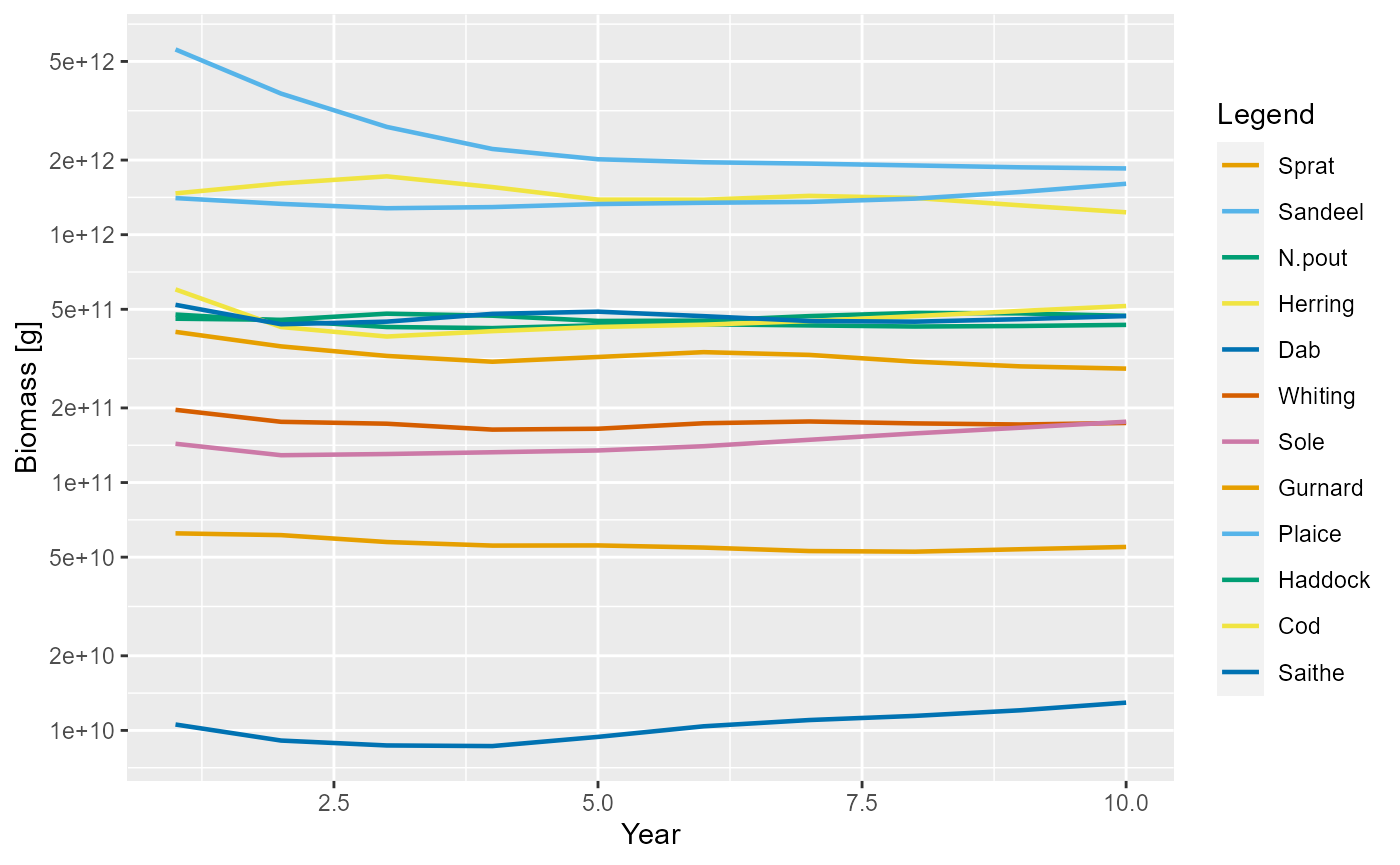 5e+12
2e+12
1e+12
5e+11
2e+11
1e+11
5e+10
2e+10
1e+10
Biomass [g]
2.5
5.0
7.5
10.0
Year
Legend
Sprat
Sandeel
N.pout
Herring
Dab
Whiting
Sole
Gurnard
Plaice
Haddock
Cod
Saithe